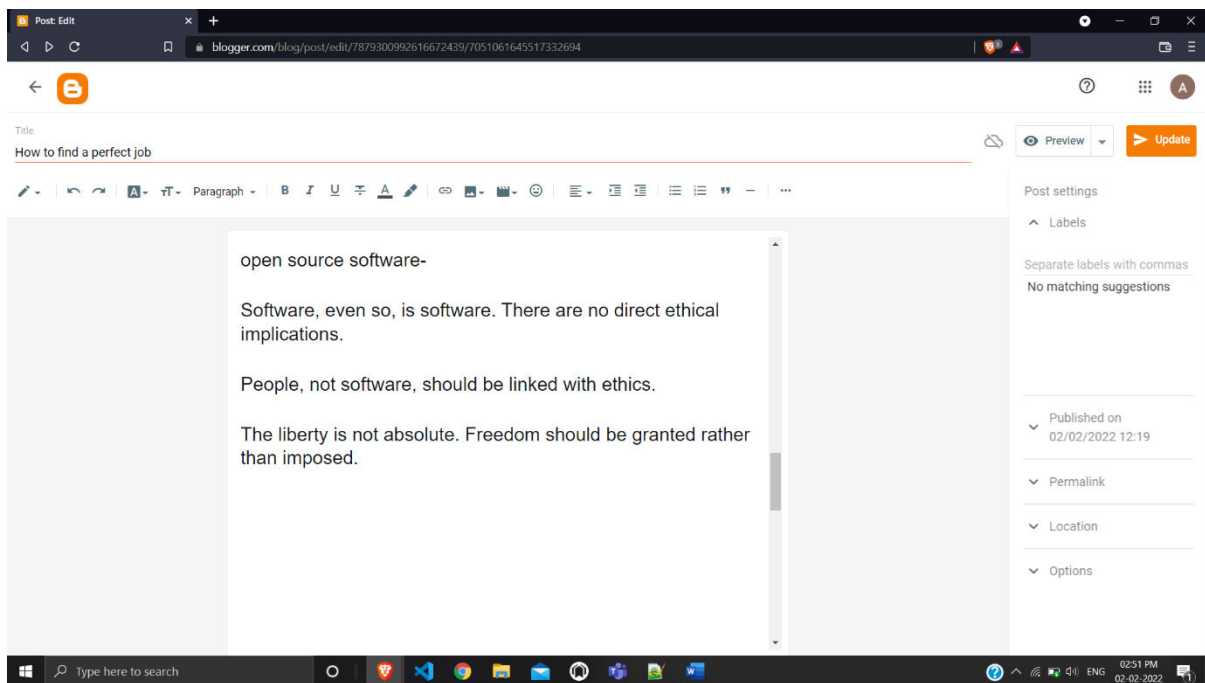 Post: Edit
blogger.com/blog/post/edit/7879300992616672439/7051061645517332694
A
Title
How to find a perfect job
Preview
Update
Paragraph
B I U A
Post settings
Labels
Separate labels with commas
No matching suggestions
open source software-
Software, even so, is software. There are no direct ethical
implications.
People, not software, should be linked with ethics.
The liberty is not absolute. Freedom should be granted rather
than imposed.
Published on
02/02/2022 12:19
Permalink
Location
Options
Type here to search
ENG
02:51 PM
02-02-2022